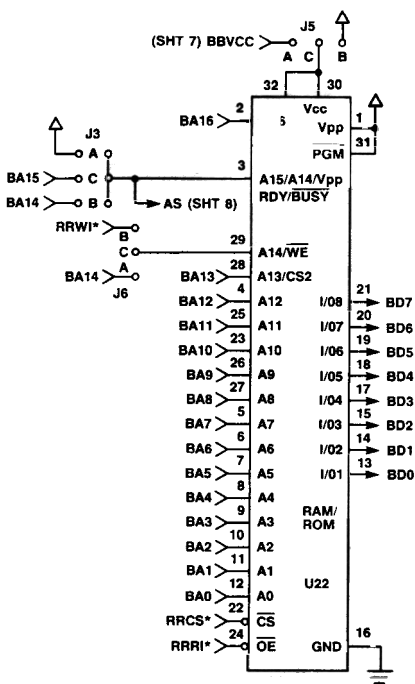 J5
(SHT 7) BBVCC
A C B
32 30
Vcc
2
BA16
6
Vpp 1
PGM 31
J3
A
BA15 C
BA14 B
3
A15/A14/Vpp
RDY/BUSY
AS (SHT 8)
RRWI* B
C
A
BA14
J6
29
A14/WE
28
BA13 A13/CS2
4
BA12 A12 I/08 21 BD7
25
BA11 A11 I/07 20 BD6
23
BA10 A10 I/06 19 BD5
26
BA9 A9 I/05 18 BD4
27
BA8 A8 I/04 17 BD3
5
BA7 A7 I/03 15 BD2
6
BA6 A6 I/02 14 BD1
7
BA5 A5 I/01 13 BD0
8
BA4 A4
9
BA3 A3
RAM/
ROM
10
BA2 A2
11
BA1 A1
U22
12
BA0 A0
22
RRCS* CS
24
RRRI* OE
GND 16